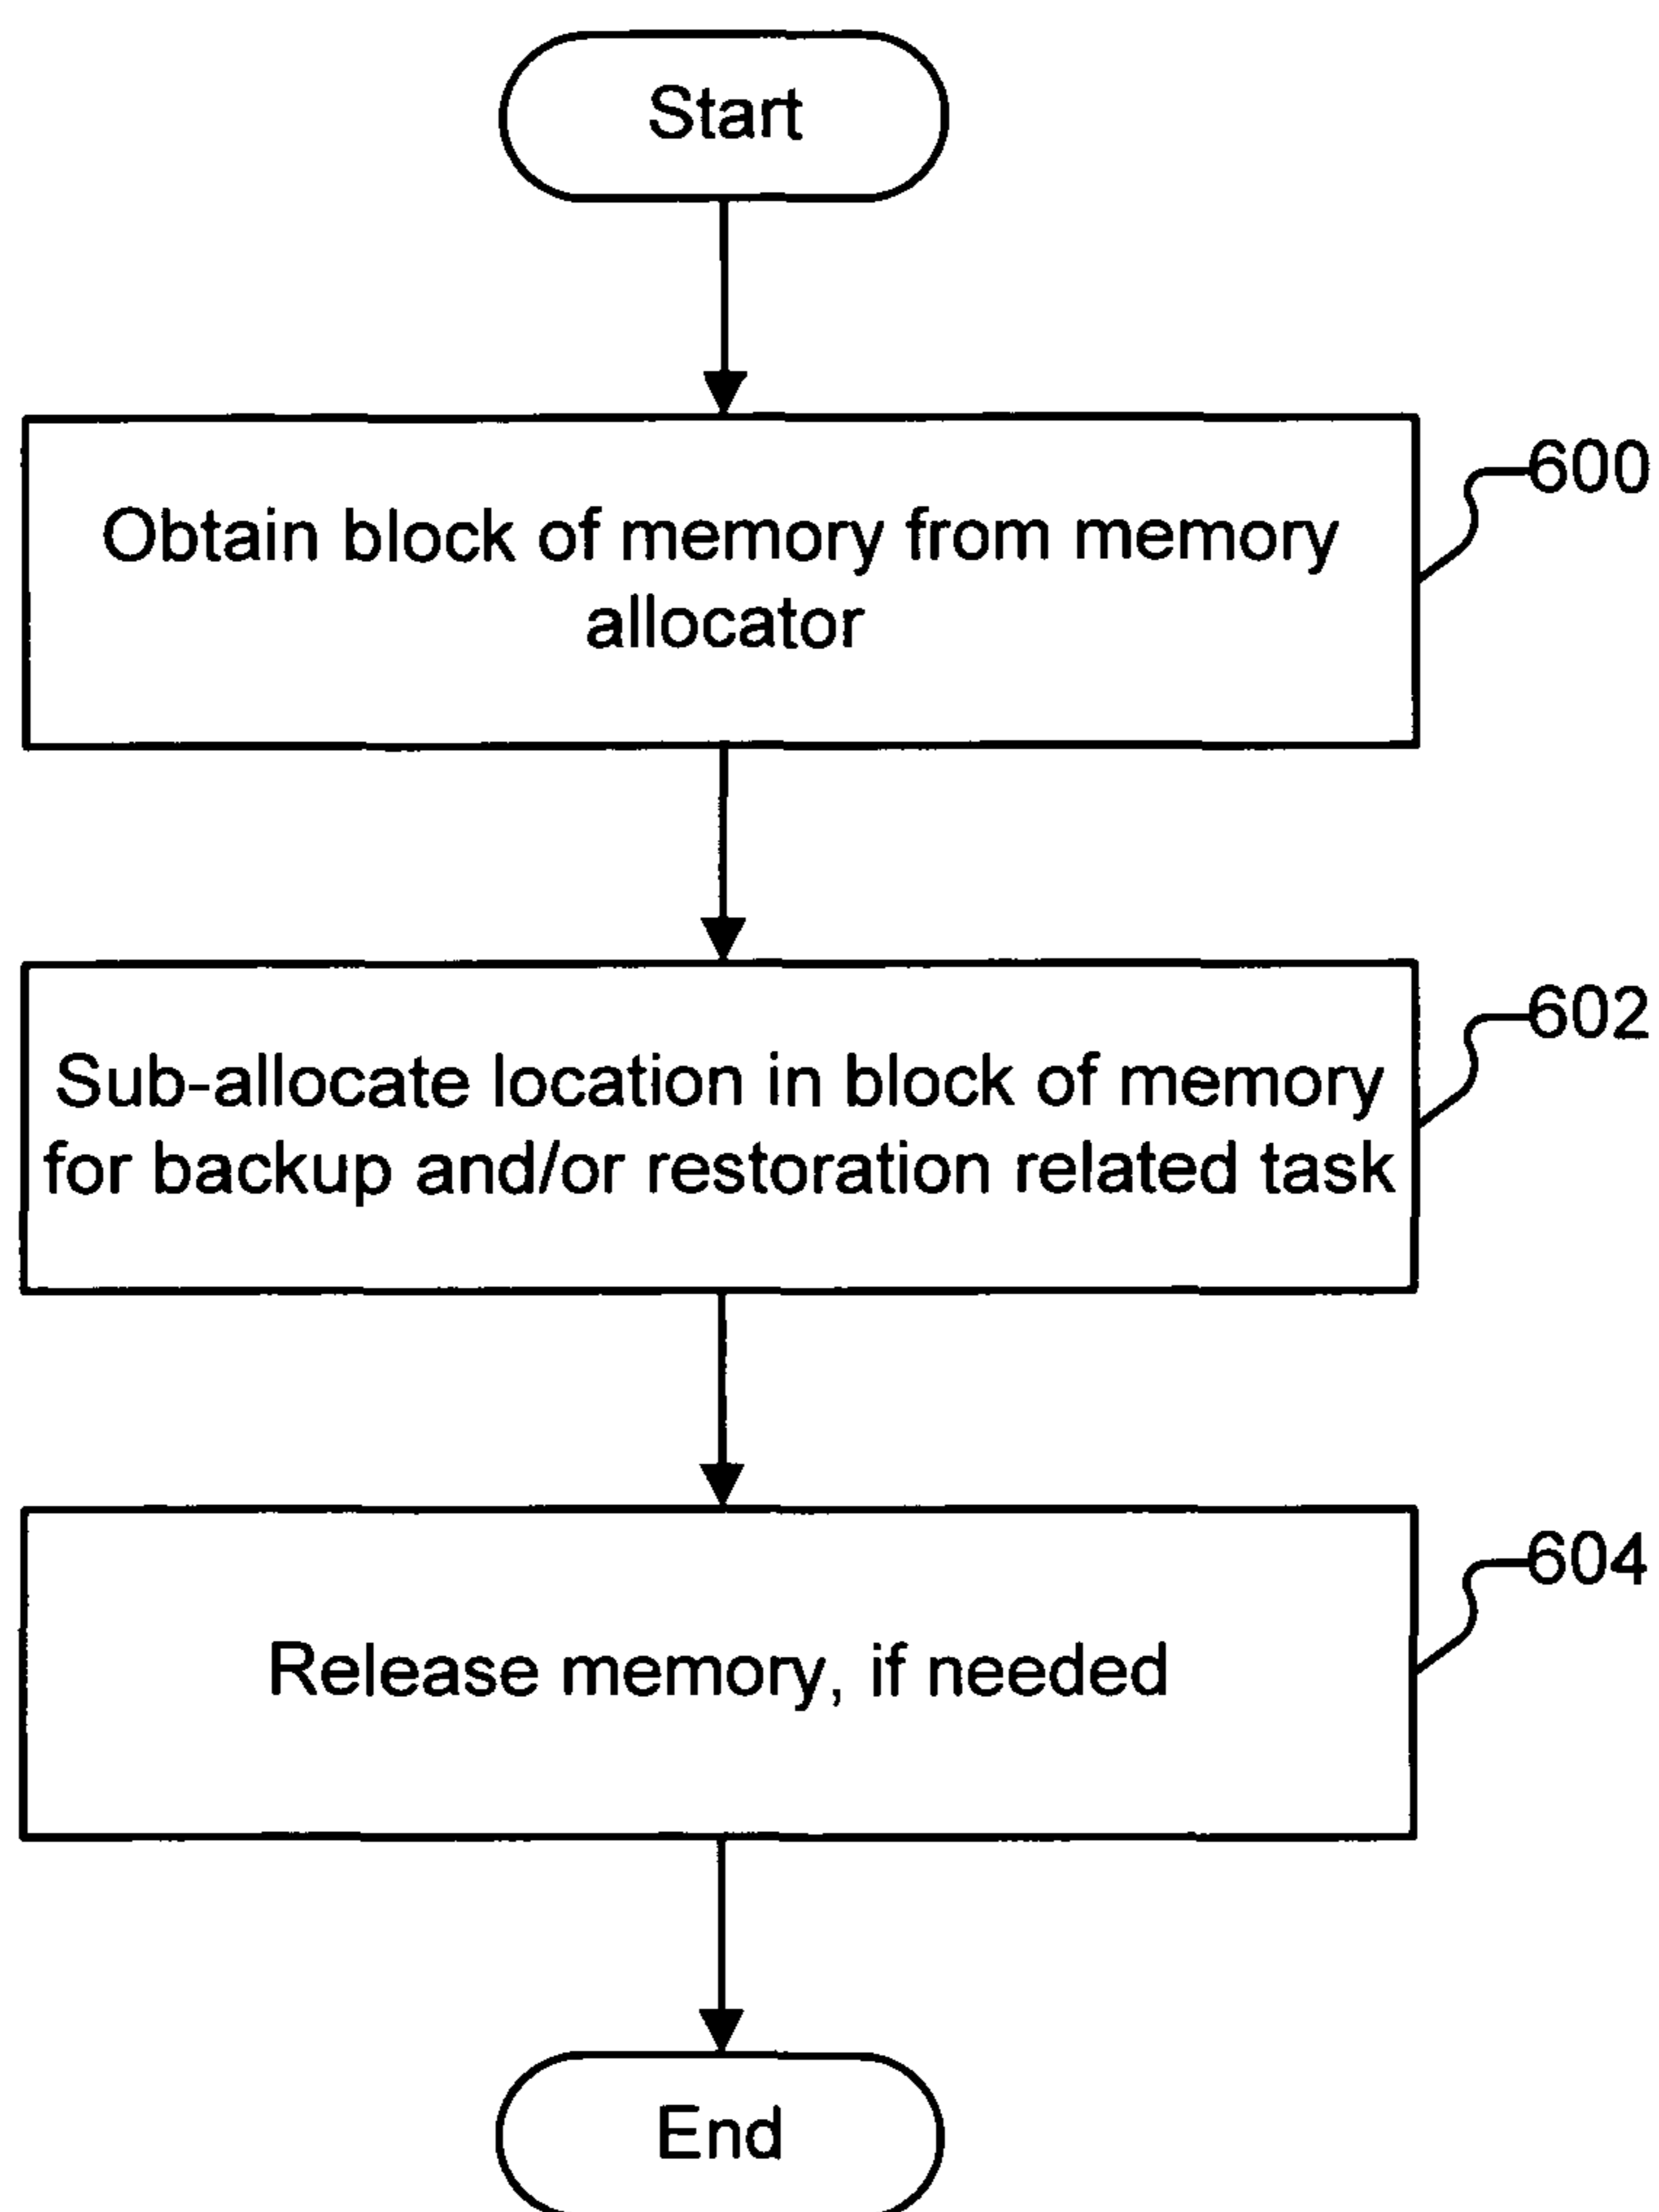 Start
600
Obtain block of memory from memory
allocator
602
Sub-allocate location in block of memory
for backup and/or restoration related task
604
Release memory, if needed
End